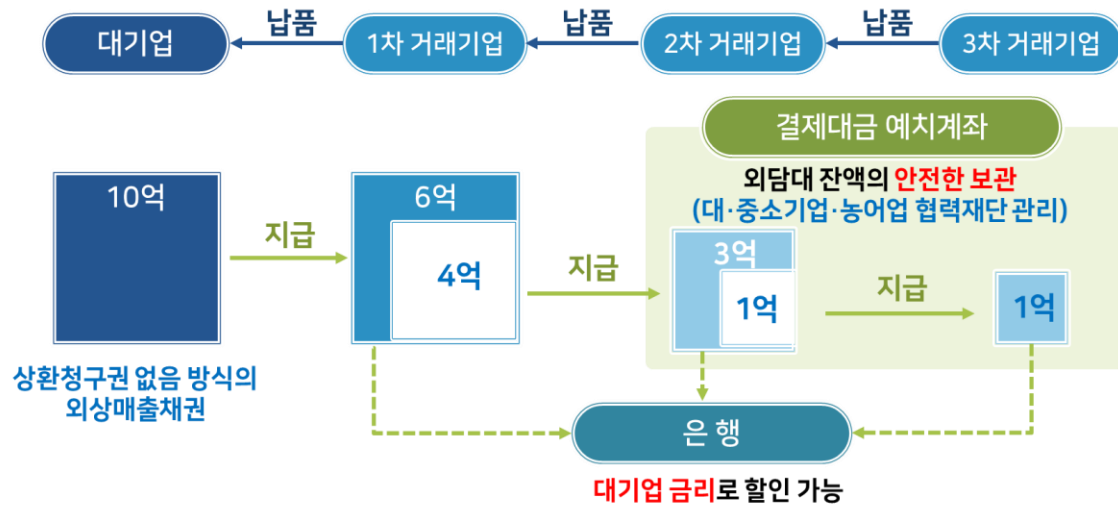 납품 납품 납품
대기업 1차 거래기업 2차 거래기업 3차 거래기업
결제대금 예치계좌
외담대 잔액의 안전한 보관
(대·중소기업·농어업 협력재단 관리)
10억 6억 3억
지급 지급 지급
4억 1억 1억
상환청구권 없음 방식의
외상매출채권
은 행
대기업 금리로 할인 가능